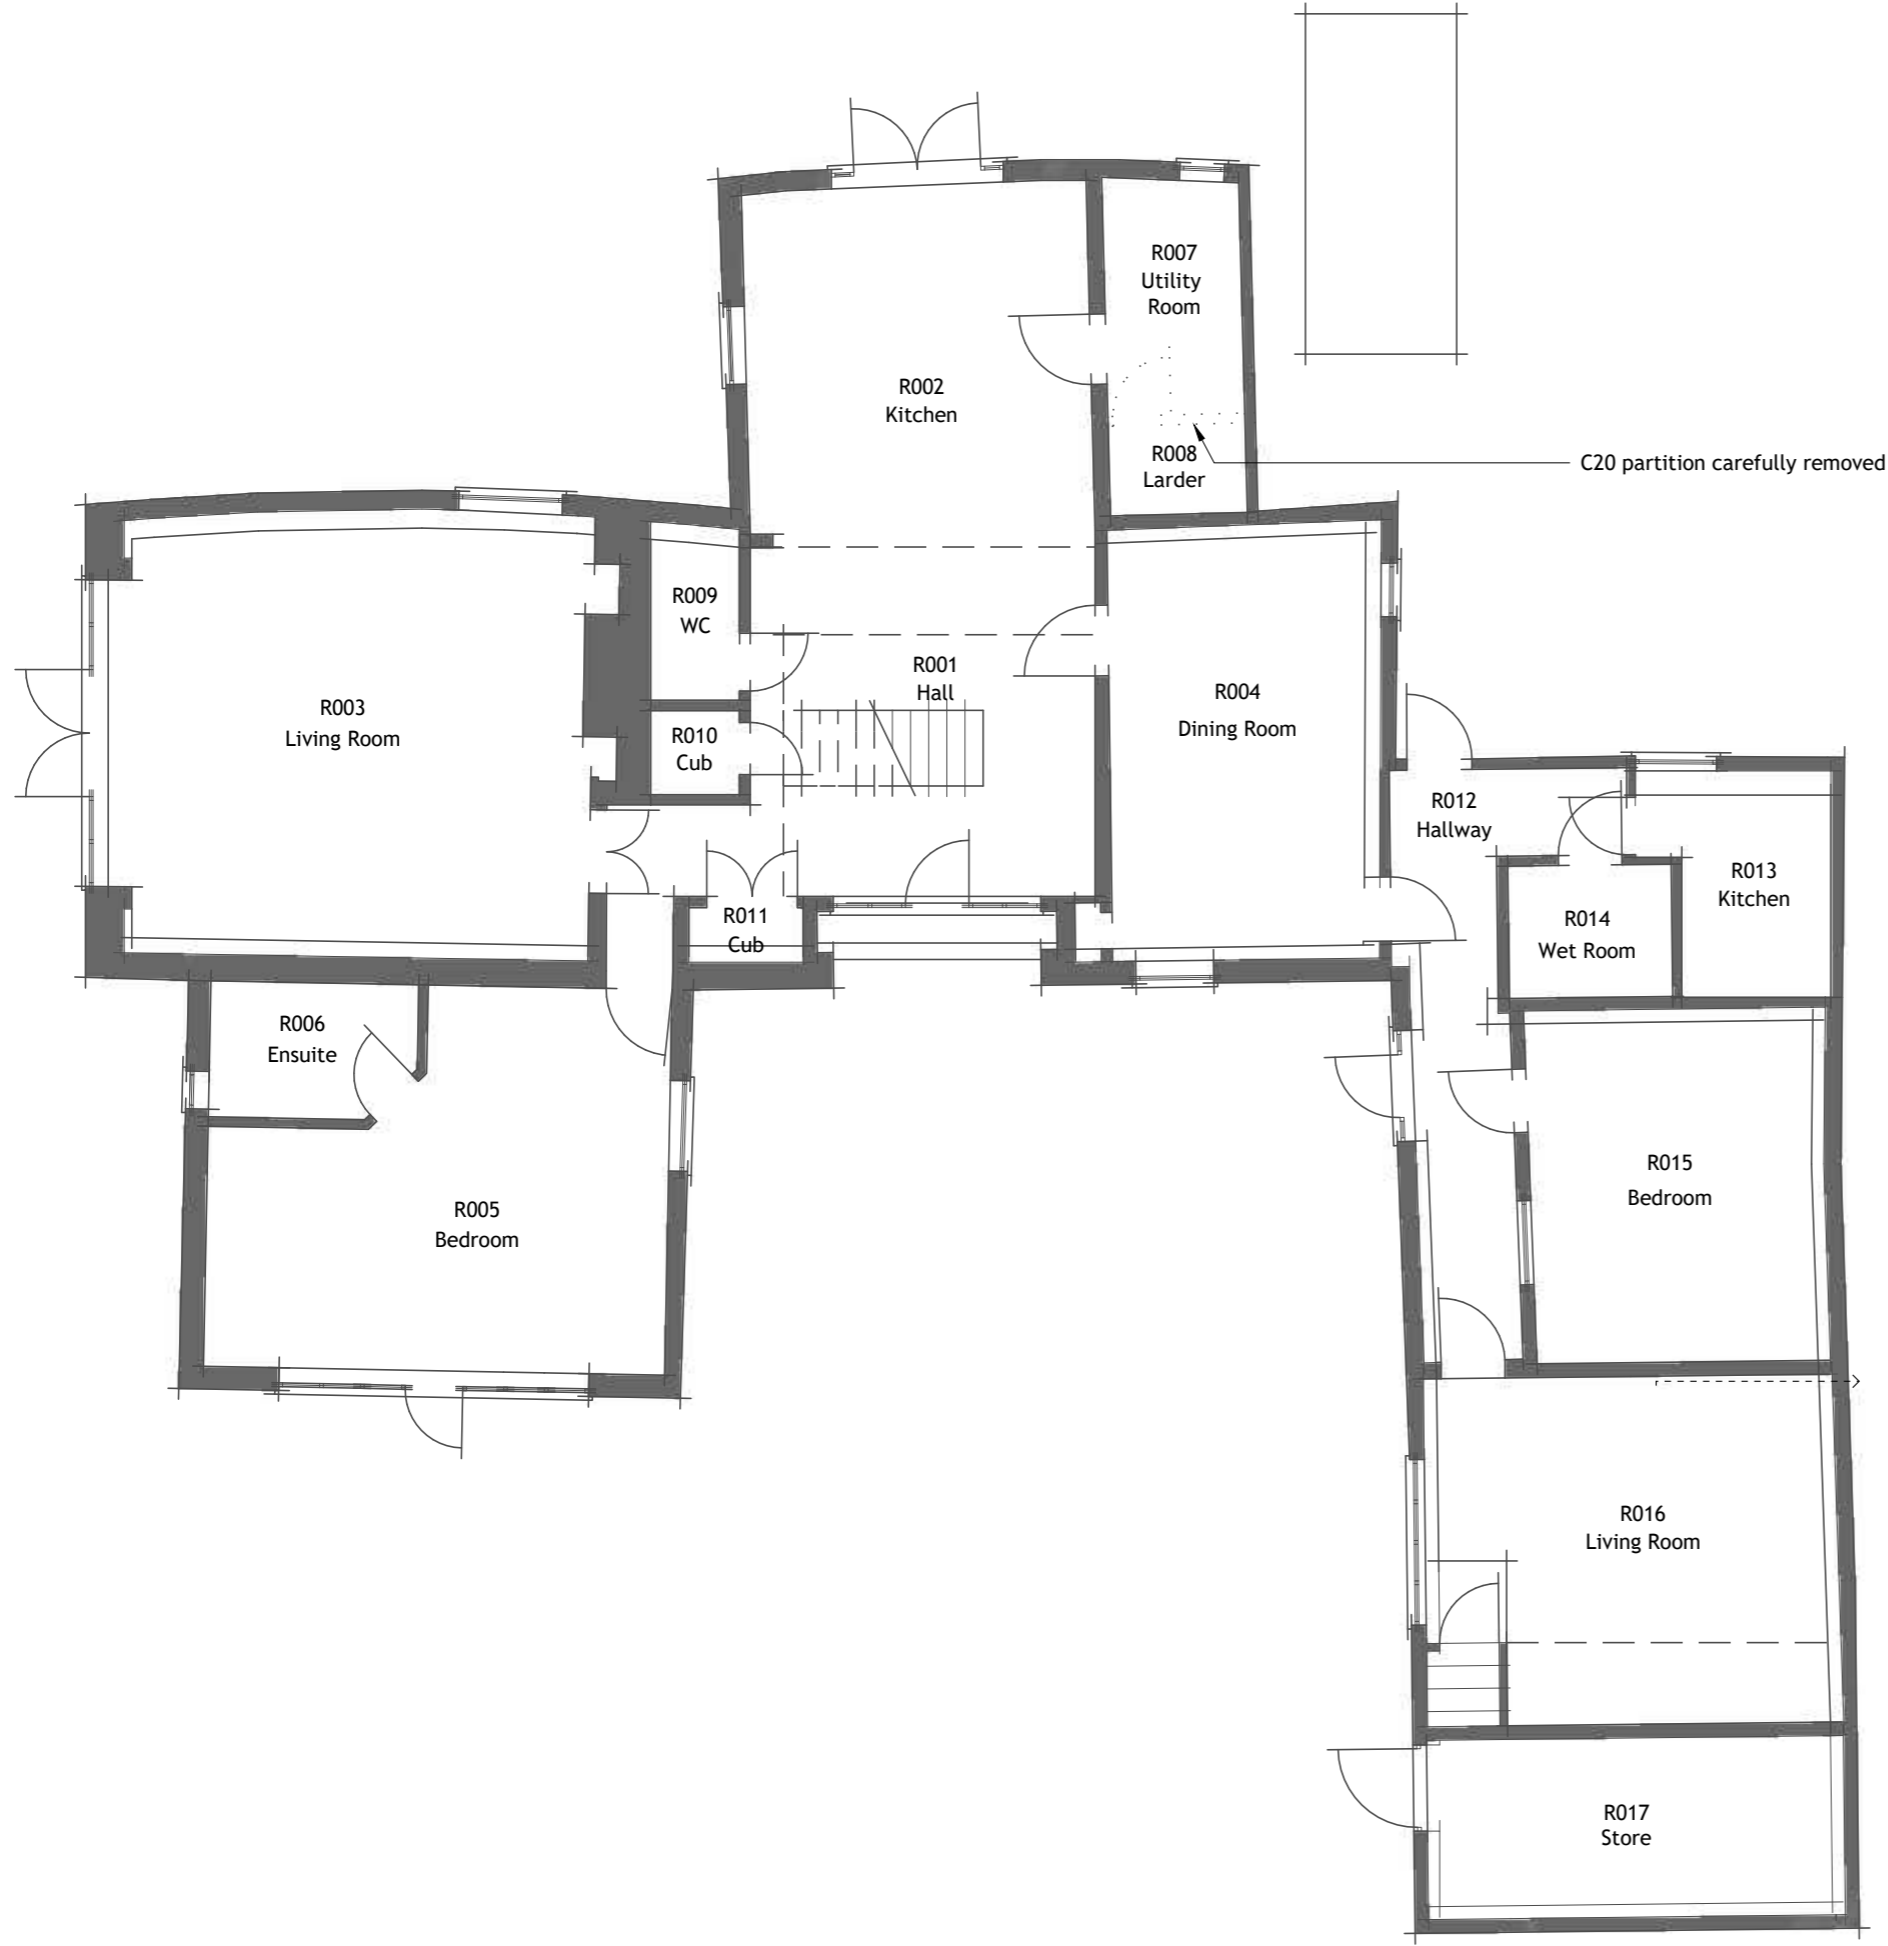 R007
Utility
Room
R002
Kitchen
R008
Larder
C20 partition carefully removed
R009
WC
R001
Hall
R003
Living Room
R004
Dining Room
R010
Cub
R012
Hallway
R013
Kitchen
R011
Cub
R014
Wet Room
R006
Ensuite
R015
Bedroom
R005
Bedroom
R016
Living Room
R017
Store